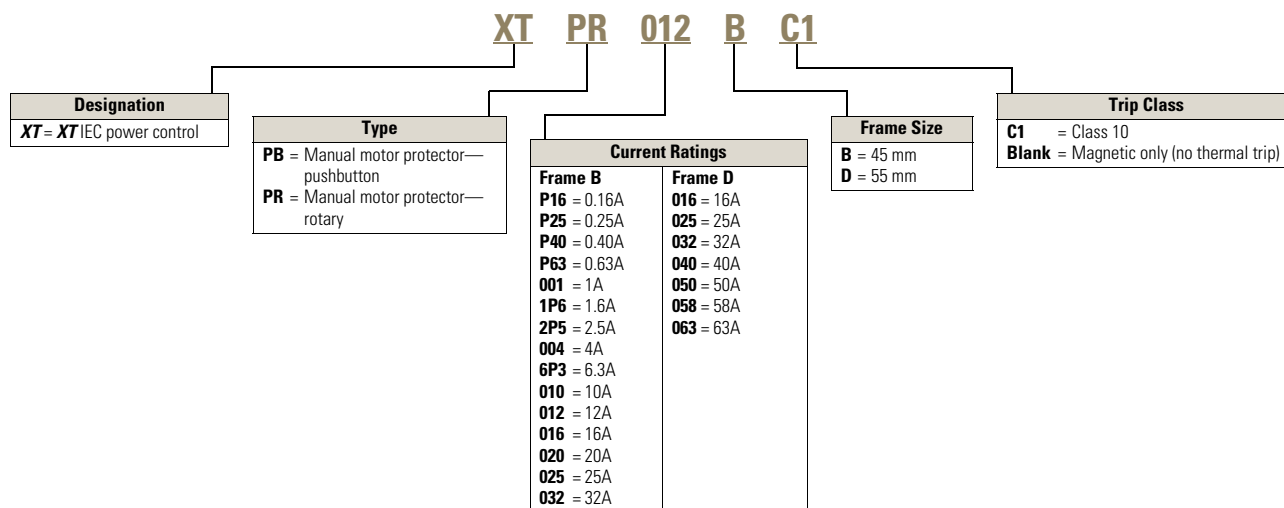 XT PR 012 B C1
Designation
XT = XT IEC power control
Type
PB = Manual motor protector—
pushbutton
PR = Manual motor protector—
rotary
Current Ratings
Frame B
P16 = 0.16A
P25 = 0.25A
P40 = 0.40A
P63 = 0.63A
001 = 1A
1P6 = 1.6A
2P5 = 2.5A
004 = 4A
6P3 = 6.3A
010 = 10A
012 = 12A
016 = 16A
020 = 20A
025 = 25A
032 = 32A
Frame D
016 = 16A
025 = 25A
032 = 32A
040 = 40A
050 = 50A
058 = 58A
063 = 63A
Frame Size
B = 45 mm
D = 55 mm
Trip Class
C1 = Class 10
Blank = Magnetic only (no thermal trip)